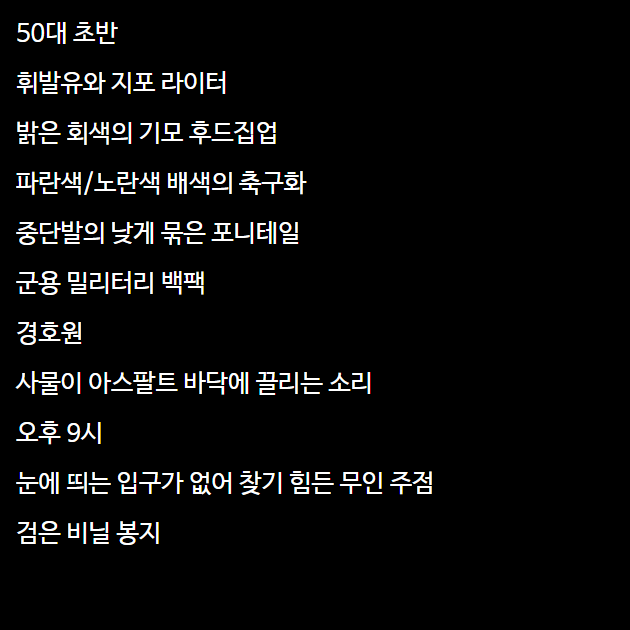 50대 초반
휘발유와 지포 라이터
밝은 회색의 기모 후드집업
파란색/노란색 배색의 축구화
중단발의 낮게 묶은 포니테일
군용 밀리터리 백팩
경호원
사물이 아스팔트 바닥에 끌리는 소리
오후 9시
눈에 띄는 입구가 없어 찾기 힘든 무인 주점
검은 비닐 봉지